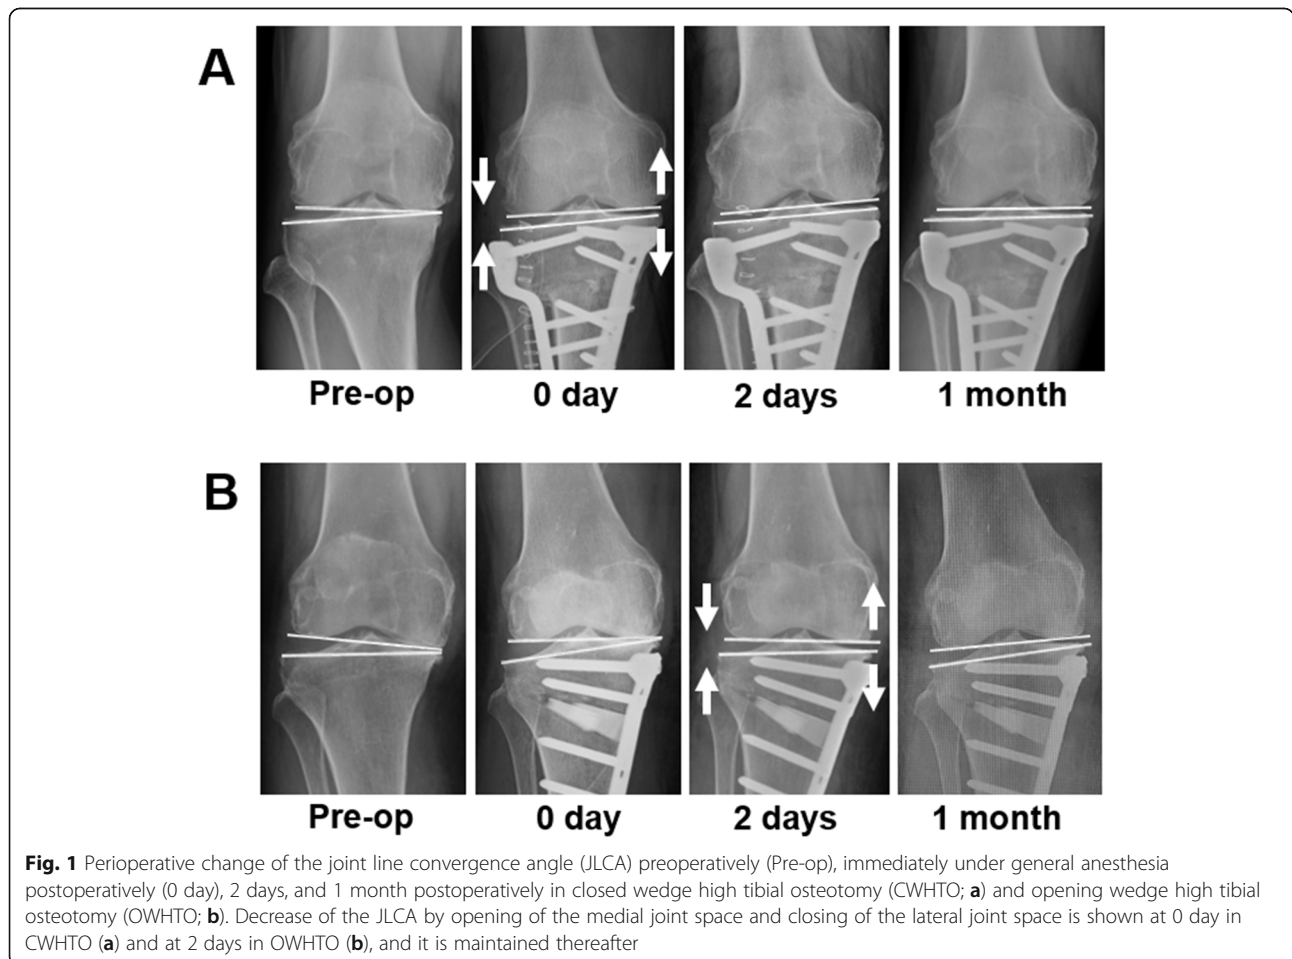 A
Pre-op 0 day 2 days 1 month
B
Pre-op 0 day 2 days 1 month
Fig. 1 Perioperative change of the joint line convergence angle (JLCA) preoperatively (Pre-op), immediately under general anesthesia
postoperatively (0 day), 2 days, and 1 month postoperatively in closed wedge high tibial osteotomy (CWHTO; a) and opening wedge high tibial
osteotomy (OWHTO; b). Decrease of the JLCA by opening of the medial joint space and closing of the lateral joint space is shown at 0 day in
CWHTO (a) and at 2 days in OWHTO (b), and it is maintained thereafter